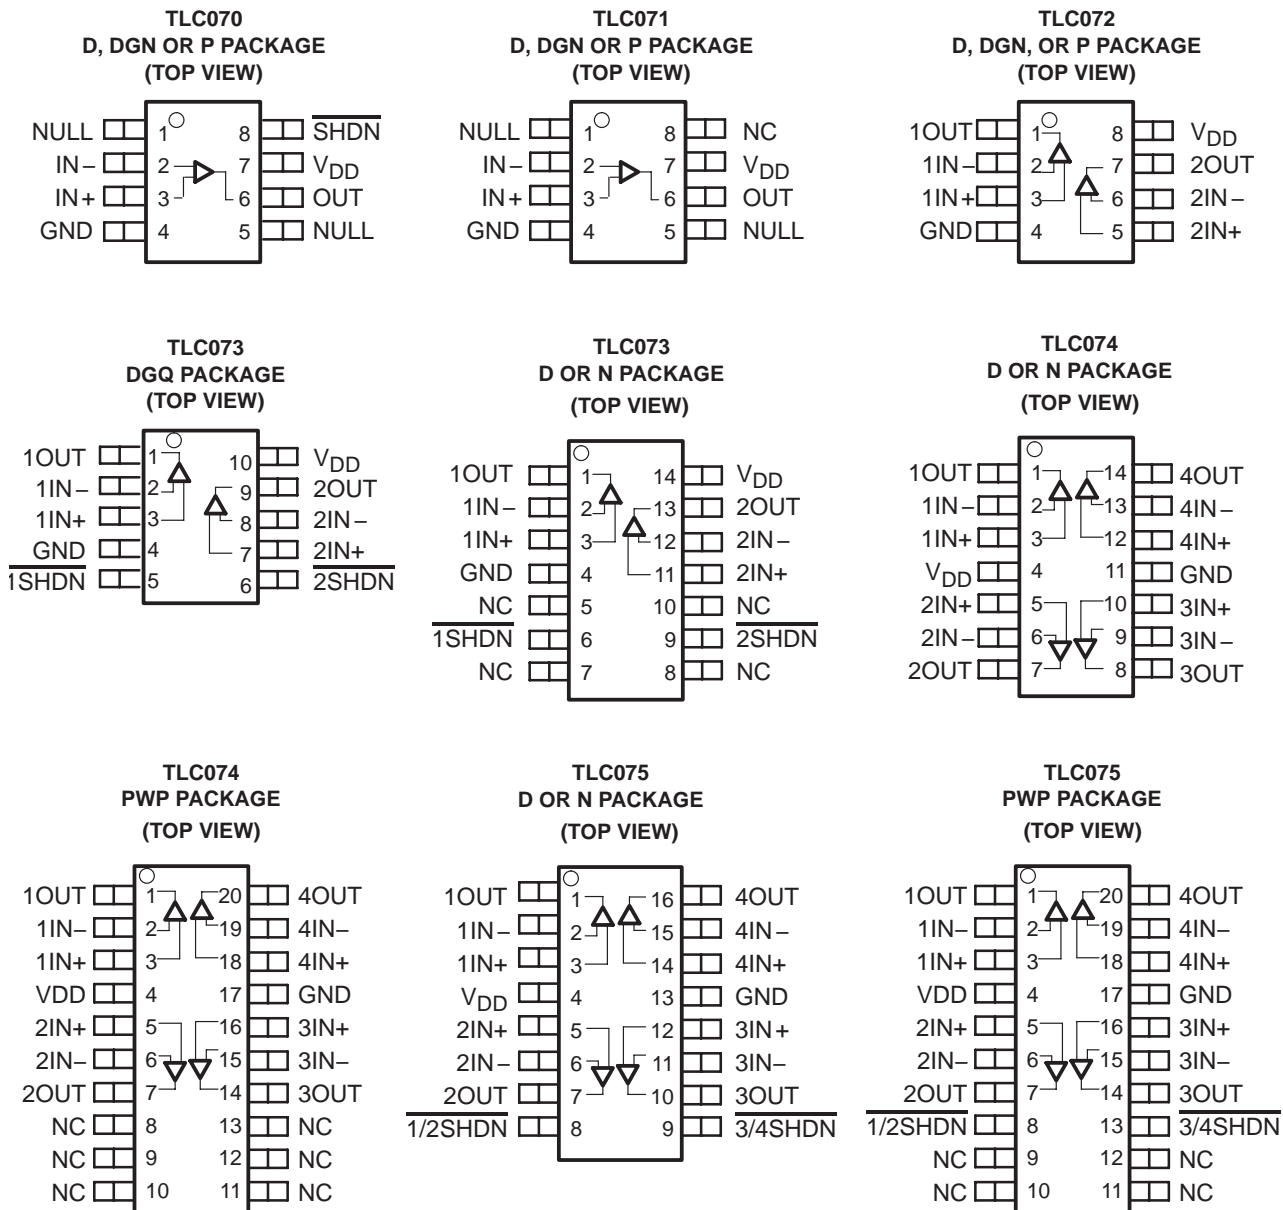 TLC070
D, DGN OR P PACKAGE
(TOP VIEW)
NULL 1 8 SHDN
IN− 2 7 VDD
IN+ 3 6 OUT
GND 4 5 NULL
TLC071
D, DGN OR P PACKAGE
(TOP VIEW)
NULL 1 8 NC
IN− 2 7 VDD
IN+ 3 6 OUT
GND 4 5 NULL
TLC072
D, DGN, OR P PACKAGE
(TOP VIEW)
1OUT 1 8 VDD
1IN− 2 7 2OUT
1IN+ 3 6 2IN−
GND 4 5 2IN+
TLC073
DGQ PACKAGE
(TOP VIEW)
1OUT 1 10 VDD
1IN− 2 9 2OUT
1IN+ 3 8 2IN−
GND 4 7 2IN+
1SHDN 5 6 2SHDN
TLC073
D OR N PACKAGE
(TOP VIEW)
1OUT 1 14 VDD
1IN− 2 13 2OUT
1IN+ 3 12 2IN−
GND 4 11 2IN+
NC 5 10 NC
1SHDN 6 9 2SHDN
NC 7 8 NC
TLC074
D OR N PACKAGE
(TOP VIEW)
1OUT 1 14 4OUT
1IN− 2 13 4IN−
1IN+ 3 12 4IN+
VDD 4 11 GND
2IN+ 5 10 3IN+
2IN− 6 9 3IN−
2OUT 7 8 3OUT
TLC074
PWP PACKAGE
(TOP VIEW)
1OUT 1 20 4OUT
1IN− 2 19 4IN−
1IN+ 3 18 4IN+
VDD 4 17 GND
2IN+ 5 16 3IN+
2IN− 6 15 3IN−
2OUT 7 14 3OUT
NC 8 13 NC
NC 9 12 NC
NC 10 11 NC
TLC075
D OR N PACKAGE
(TOP VIEW)
1OUT 1 16 4OUT
1IN− 2 15 4IN−
1IN+ 3 14 4IN+
VDD 4 13 GND
2IN+ 5 12 3IN+
2IN− 6 11 3IN−
2OUT 7 10 3OUT
1/2SHDN 8 9 3/4SHDN
TLC075
PWP PACKAGE
(TOP VIEW)
1OUT 1 20 4OUT
1IN− 2 19 4IN−
1IN+ 3 18 4IN+
VDD 4 17 GND
2IN+ 5 16 3IN+
2IN− 6 15 3IN−
2OUT 7 14 3OUT
1/2SHDN 8 13 3/4SHDN
NC 9 12 NC
NC 10 11 NC